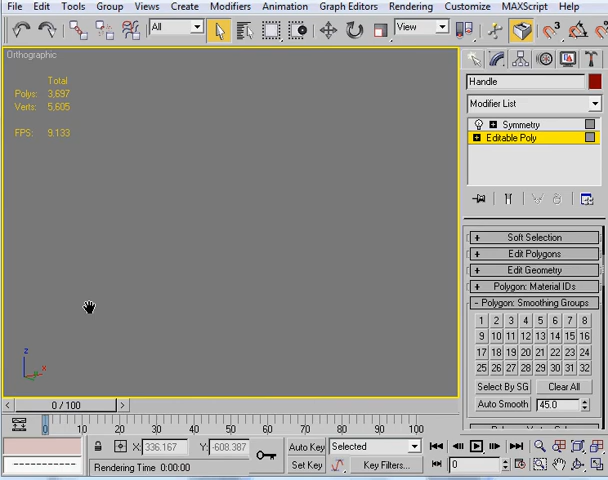 File Edit Tools Group Views Create Modifiers Animation Graph Editors Rendering Customize MAXScript Help
All View
Orthographic
Total
Polys: 3,697
Verts: 5,605
FPS: 9.133
Handle
Modifier List
Symmetry
Editable Poly
+ Soft Selection
+ Edit Polygons
+ Edit Geometry
+ Polygon: Material IDs
- Polygon: Smoothing Groups
1 2 3 4 5 6 7 8
9 10 11 12 13 14 15 16
17 18 19 20 21 22 23 24
25 26 27 28 29 30 31 32
Select By SG Clear All
Auto Smooth 45.0
z
x
< 0 / 100 >
0 10 20 30 40 50 60 70 80 90 100
X: 336.167 Y: -608.387 Auto Key Selected
Rendering Time 0:00:00 Set Key Key Filters... 0